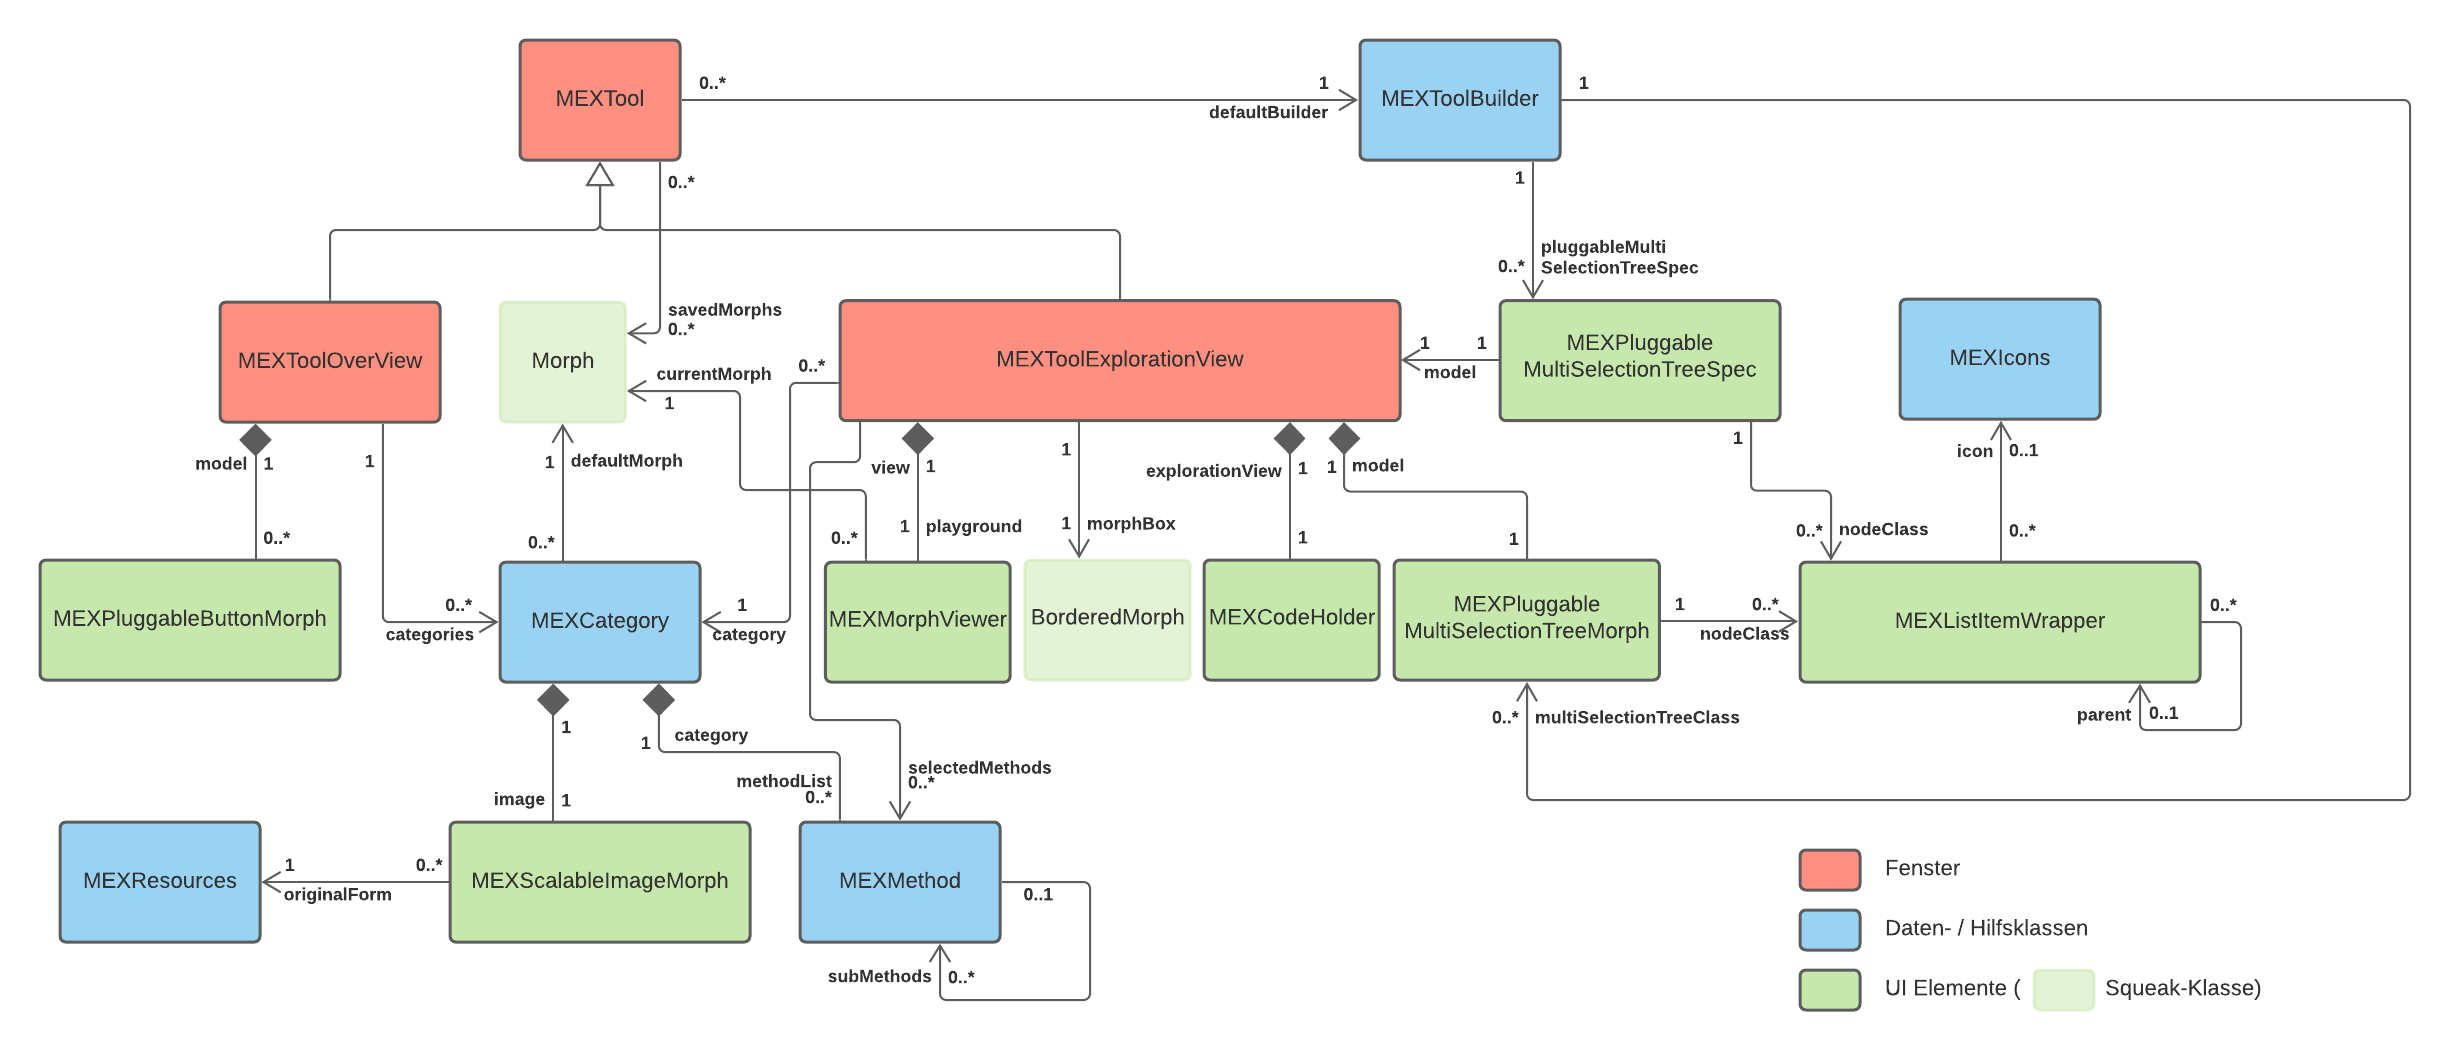 0..*
1
1
MEXTool
MEXToolBuilder
defaultBuilder
0..*
1
pluggableMulti
SelectionTreeSpec
0..*
savedMorphs
0..*
MEXToolOverView
Morph
currentMorph
1
0..*
MEXToolExplorationView
1
1
model
MEXPluggable
MultiSelectionTreeSpec
MEXIcons
model
1
1
1
defaultMorph
view
1
1
explorationView
1
1
model
1
icon
0..1
0..*
0..*
0..*
1
playground
1
morphBox
1
1
0..*
nodeClass
0..*
MEXPluggableButtonMorph
0..*
categories
MEXCategory
1
category
MEXMorphViewer
BorderedMorph
MEXCodeHolder
MEXPluggable
MultiSelectionTreeMorph
1
0..*
nodeClass
MEXListItemWrapper
0..*
parent
0..1
1
1
category
0..*
multiSelectionTreeClass
image
1
methodList
0..*
selectedMethods
0..*
MEXResources
1
0..*
originalForm
MEXScalableImageMorph
MEXMethod
0..1
subMethods
0..*
Fenster
Daten- / Hilfsklassen
UI Elemente (
Squeak-Klasse)